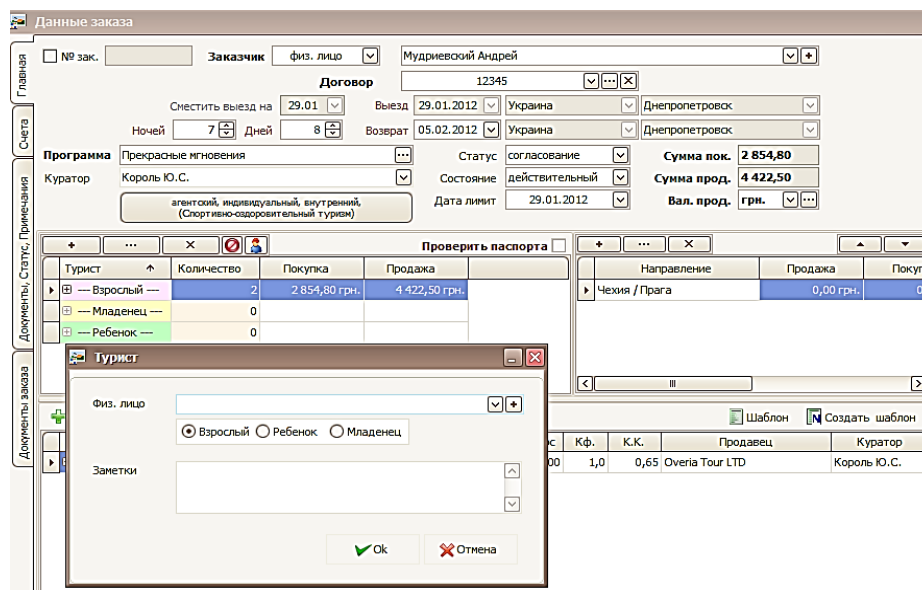 Данные заказа
Главная
Счета
Документы, Статус, Примечания
Документы заказа
№ зак. Заказчик физ. лицо Мудриевский Андрей
Договор 12345
Сместить выезд на 29.01 Выезд 29.01.2012 Украина Днепропетровск
Ночей 7 Дней 8 Возврат 05.02.2012 Украина Днепропетровск
Программа Прекрасные мгновения Статус согласование Сумма пок. 2 854,80
Куратор Король Ю.С. Состояние действительный Сумма прод. 4 422,50
агентский, индивидуальный, внутренний,
(Спортивно-оздоровительный туризм)
Дата лимит 29.01.2012 Вал. прод. грн.
Проверить паспорта
Турист Количество Покупка Продажа Направление Продажа Покуп
--- Взрослый --- 2 2 854,80 грн. 4 422,50 грн. Чехия / Прага 0,00 грн. 0
--- Младенец --- 0
--- Ребенок --- 0
Турист
Физ. лицо
Взрослый Ребенок Младенец
Заметки
Ok Отмена
Шаблон Создать шаблон
Кф. К.К. Продавец Куратор
00 1,0 0,65 Overia Tour LTD Король Ю.С.